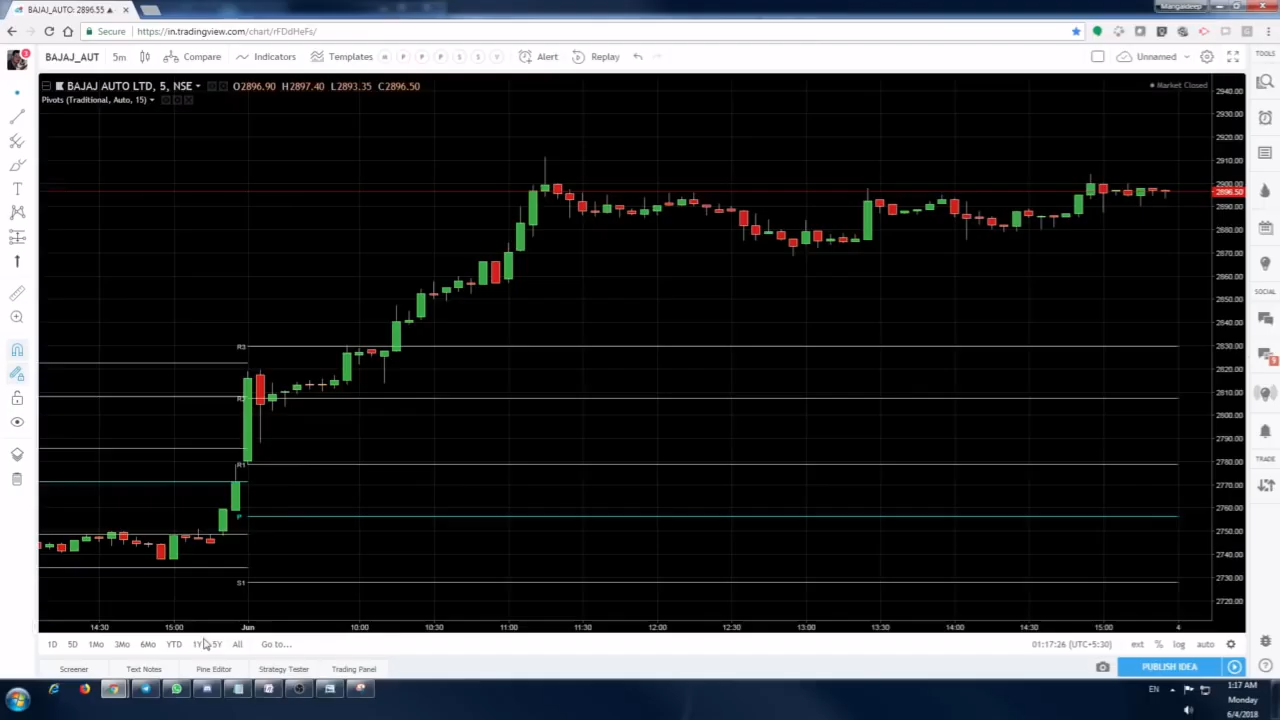 BAJAJ_AUTO: 2896.55 ▲
Mangaldeep
Secure | https://in.tradingview.com/chart/rFDdHeFs/
BAJAJ_AUT 5m Compare Indicators Templates Alert Replay Unnamed TOOLS
BAJAJ AUTO LTD, 5, NSE O2896.90 H2897.40 L2893.35 C2896.50
Market Closed
Pivots (Traditional, Auto, 15)
2940.00
2930.00
2920.00
2910.00
2900.00
2896.50
2890.00
2880.00
2870.00
2860.00
2850.00
2840.00
2830.00
2820.00
2810.00
2800.00
2790.00
2780.00
2770.00
2760.00
2750.00
2740.00
2730.00
2720.00
R3
R2
R1
P
S1
SOCIAL
9
TRADE
14:30 15:00 Jun 10:00 10:30 11:00 11:30 12:00 12:30 13:00 13:30 14:00 14:30 15:00 4
1D 5D 1Mo 3Mo 6Mo YTD 1Y 5Y All Go to... 01:17:26 (UTC+5:30) ext % log auto
Screener Text Notes Pine Editor Strategy Tester Trading Panel PUBLISH IDEA
EN
1:17 AM
Monday
6/4/2018